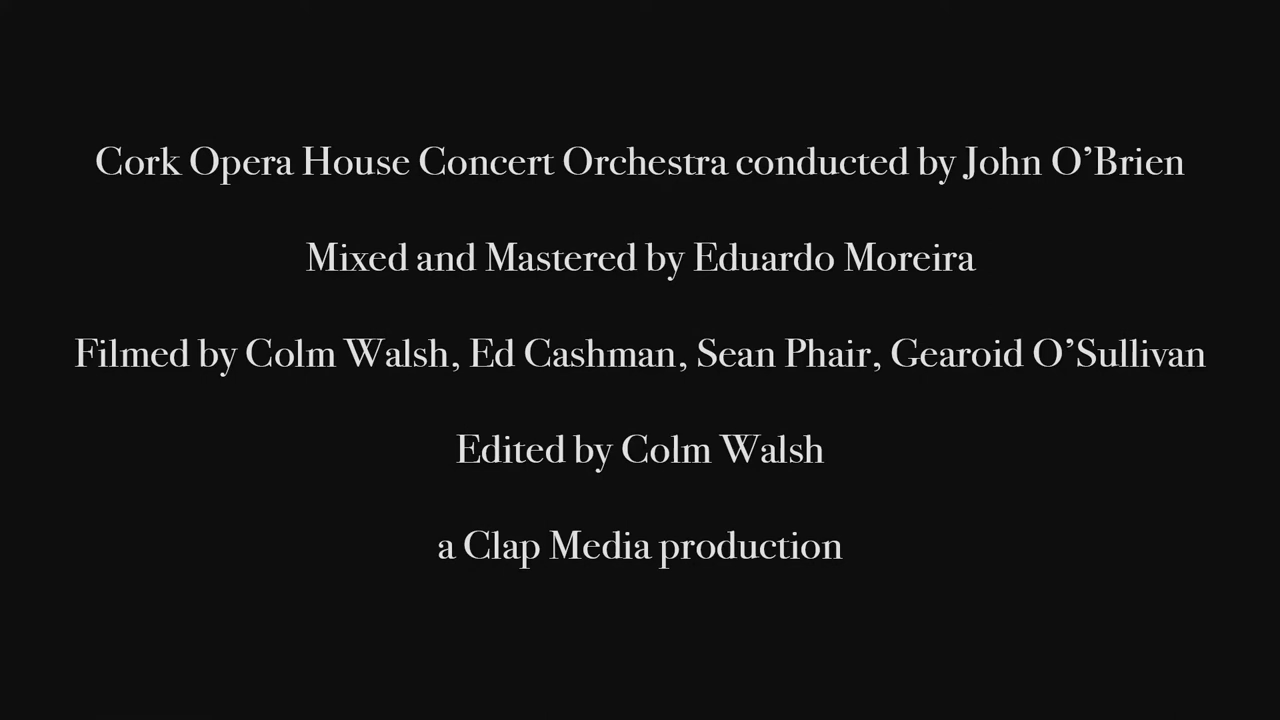 Cork Opera House Concert Orchestra conducted by John O’Brien
Mixed and Mastered by Eduardo Moreira
Filmed by Colm Walsh, Ed Cashman, Sean Phair, Gearoid O’Sullivan
Edited by Colm Walsh
a Clap Media production